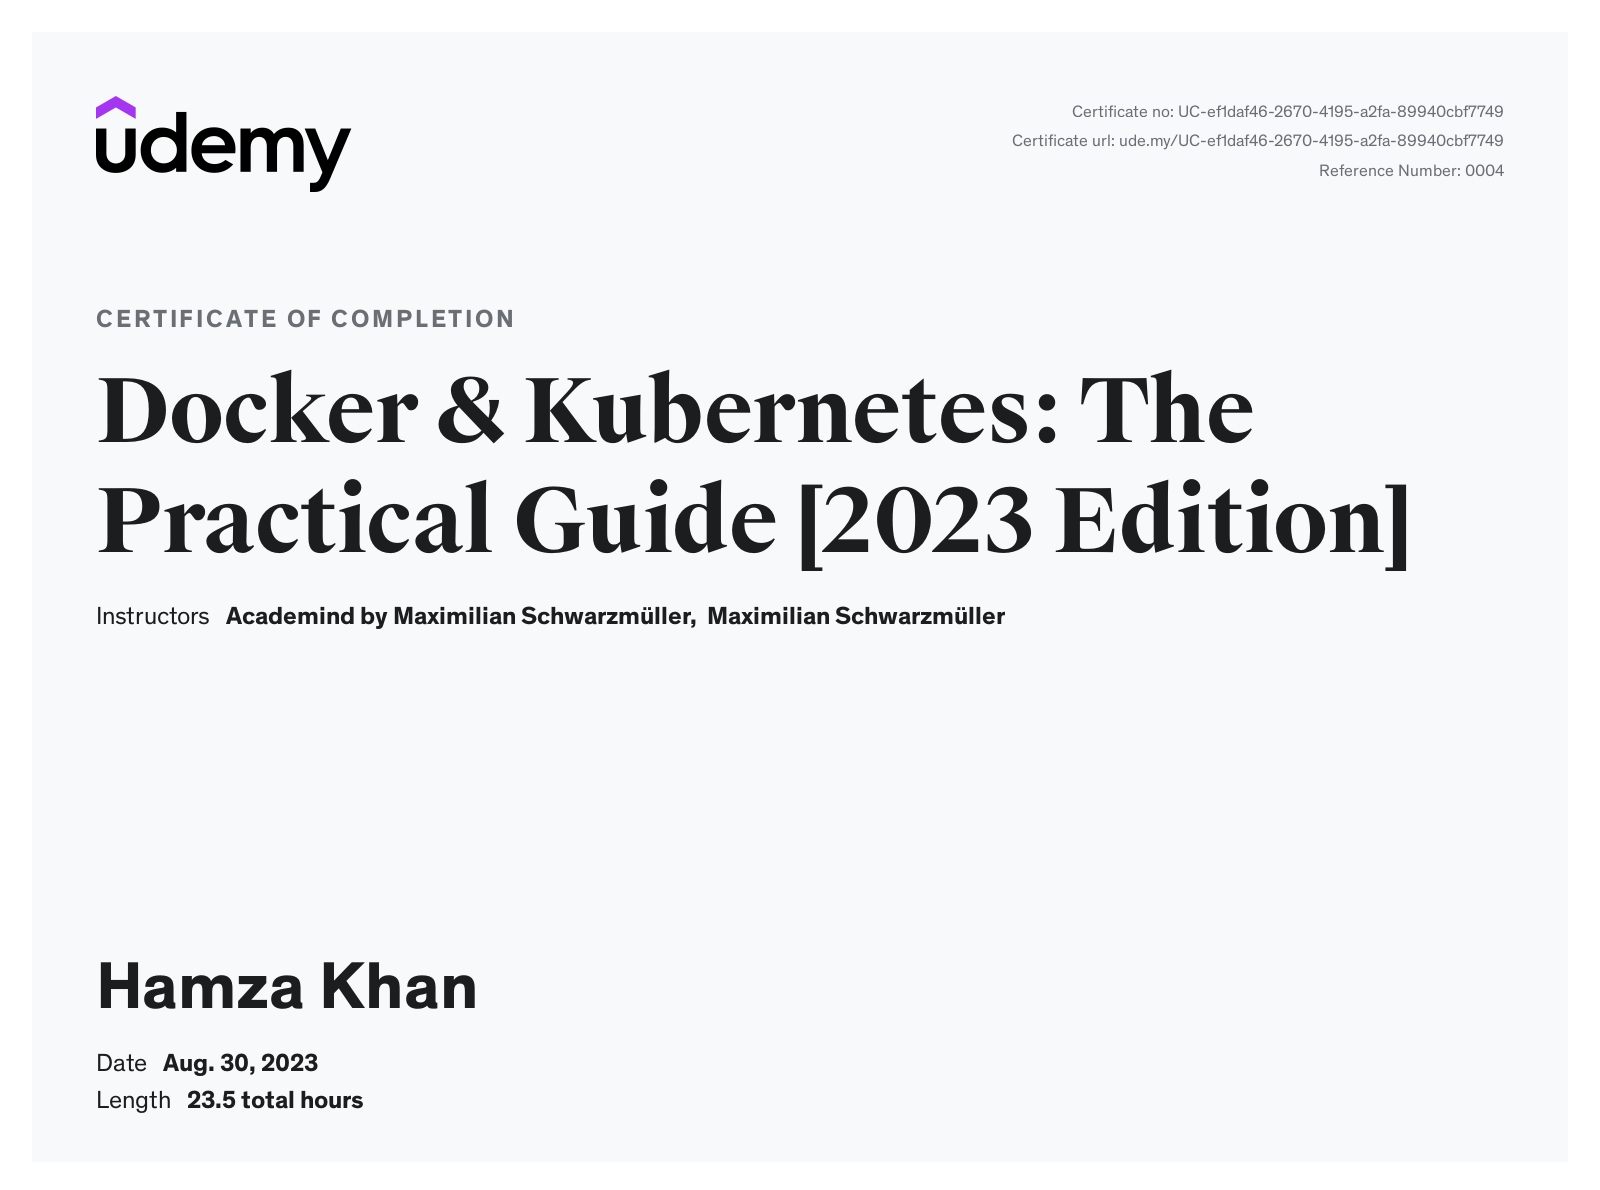 udemy
Certificate no: UC-ef1daf46-2670-4195-a2fa-89940cbf7749
Certificate url: ude.my/UC-ef1daf46-2670-4195-a2fa-89940cbf7749
Reference Number: 0004
CERTIFICATE OF COMPLETION
Docker & Kubernetes: The
Practical Guide [2023 Edition]
Instructors Academind by Maximilian Schwarzmüller, Maximilian Schwarzmüller
Hamza Khan
Date Aug. 30, 2023
Length 23.5 total hours